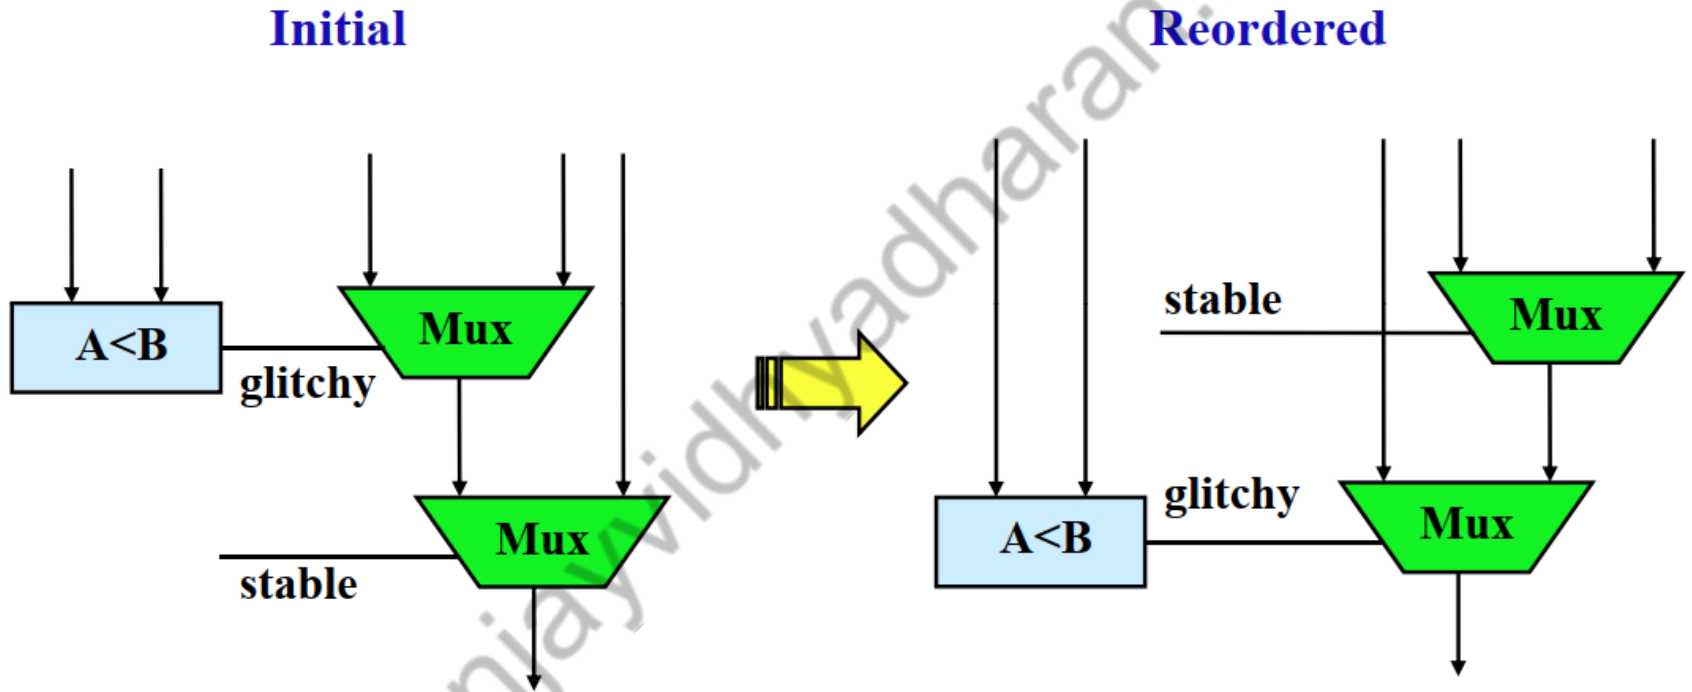 Initial
A<B
glitchy
Mux
Mux
stable
Reordered
stable
Mux
glitchy
A<B
Mux